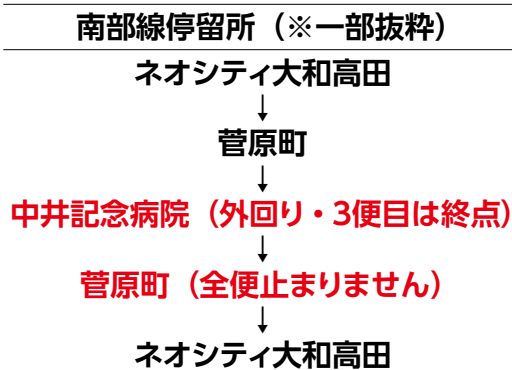 南部線停留所（※一部抜粋）
ネオシティ大和高田
↓
菅原町
↓
中井記念病院（外回り・3便目は終点）
↓
菅原町（全便止まりません）
↓
ネオシティ大和高田